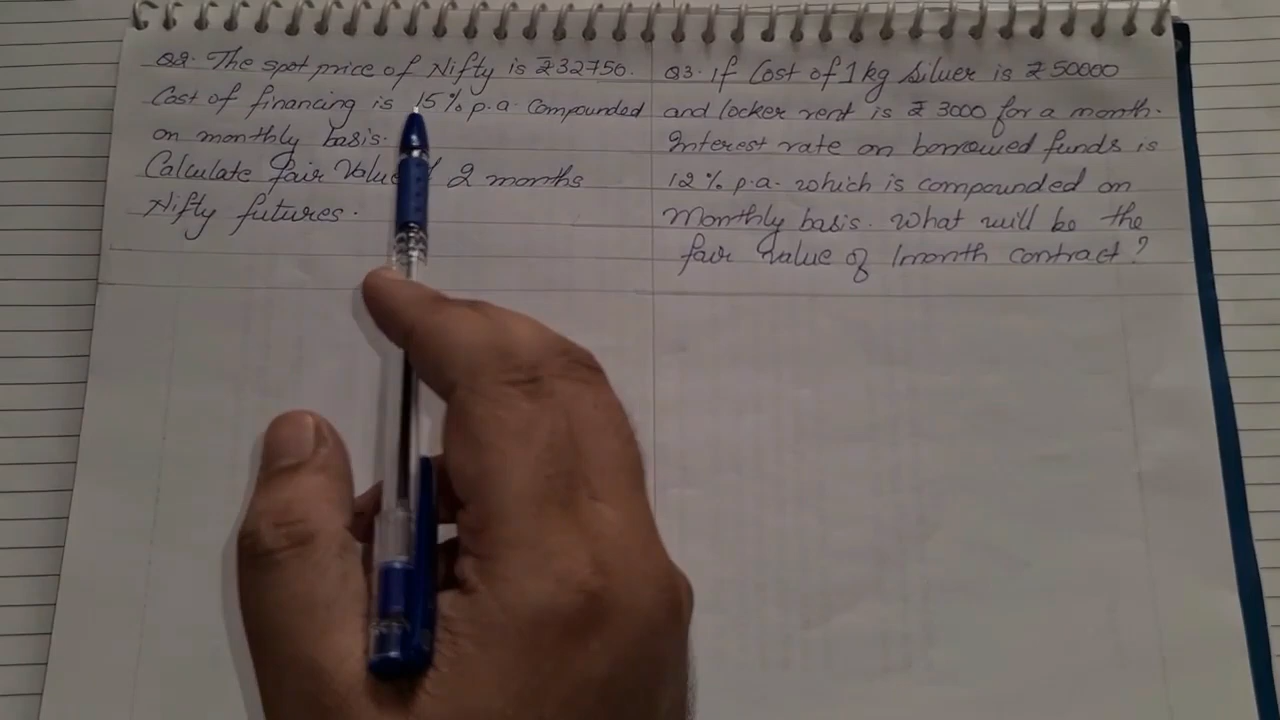 Q2. The spot price of Nifty is ₹32750.
Cost of financing is 15% p.a. Compounded
on monthly basis.
Calculate fair Value 2 months
Nifty futures.
Q3. If Cost of 1kg Silver is ₹ 50000
and locker rent is ₹ 3000 for a month.
Interest rate on borrowed funds is
12% p.a. which is compounded on
Monthly basis. What will be the
fair Value of 1month contract?